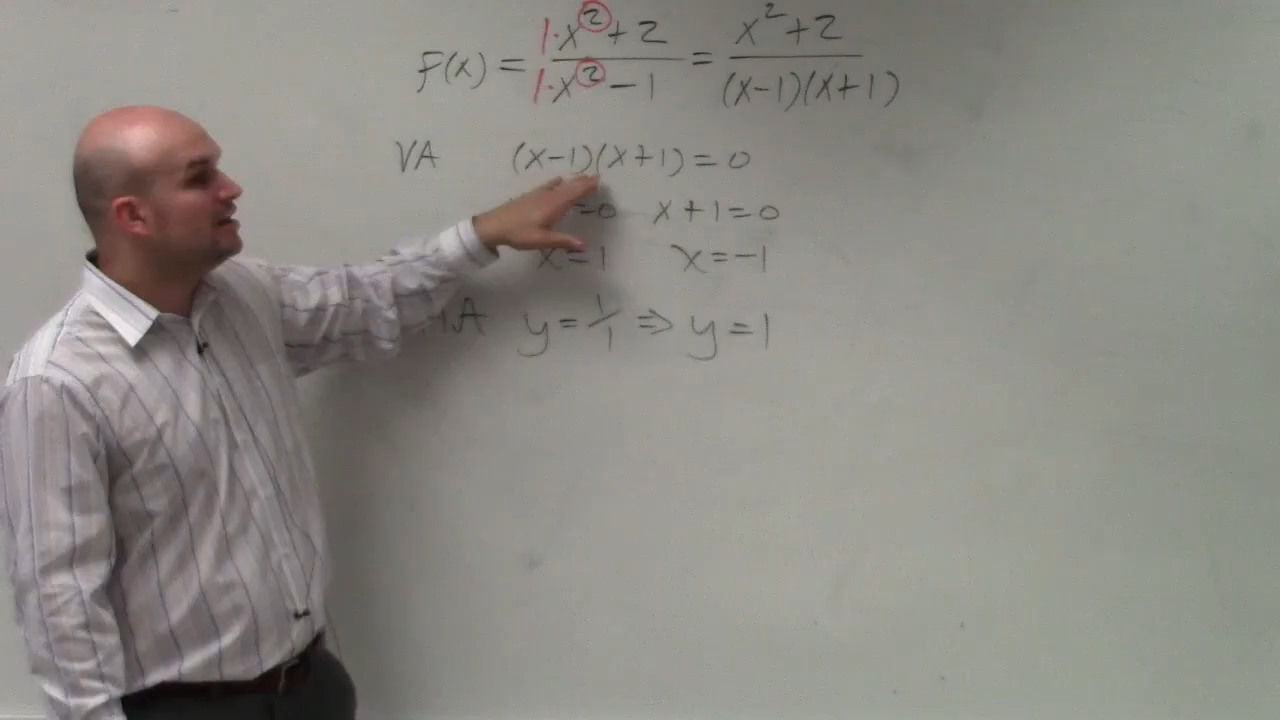 f(x) = 1·x²+2 / 1·x²-1 = x²+2 / (x-1)(x+1)
VA (x-1)(x+1)=0
=0 x+1=0
x=1 x=-1
A y=1/1 ⇒ y=1